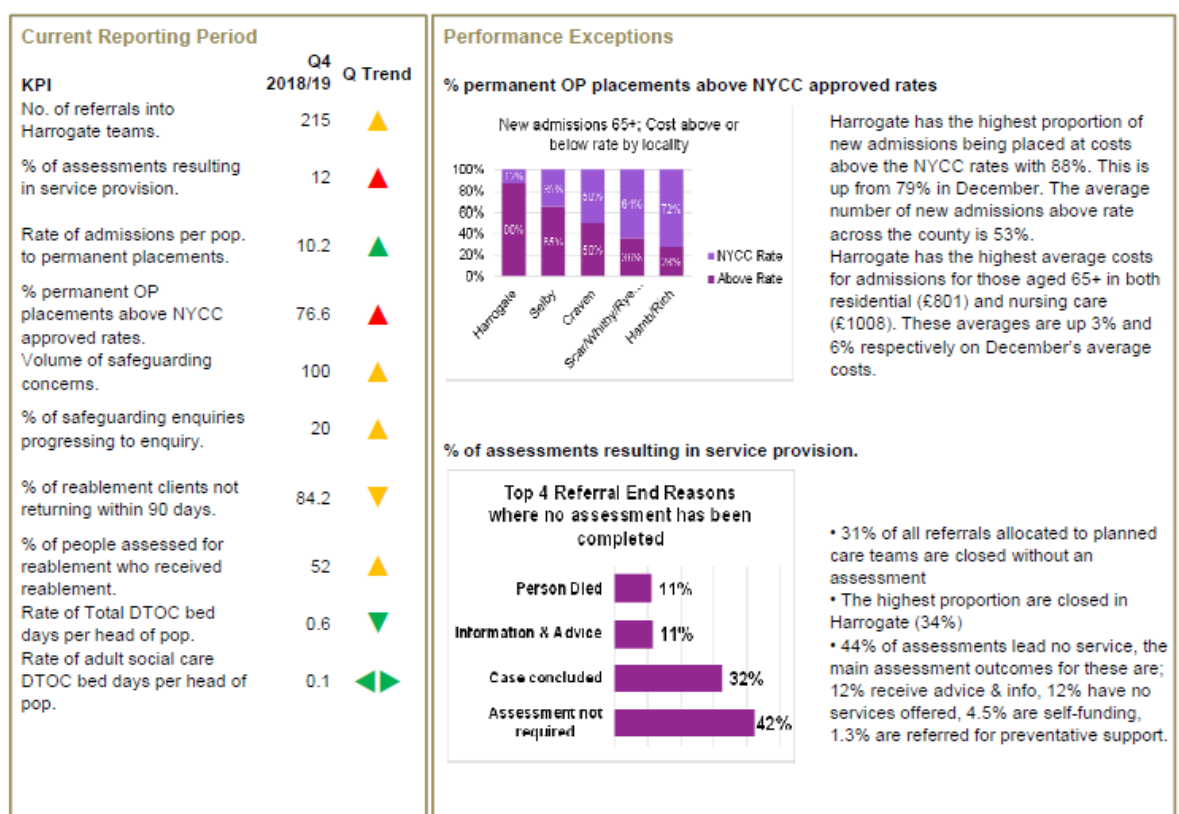 Current Reporting Period
KPI
Q4
2018/19
Q Trend
No. of referrals into
Harrogate teams.
215
% of assessments resulting
in service provision.
12
Rate of admissions per pop.
to permanent placements.
10.2
% permanent OP
placements above NYCC
approved rates.
76.6
Volume of safeguarding
concerns.
100
% of safeguarding enquiries
progressing to enquiry.
20
% of reablement clients not
returning within 90 days.
84.2
% of people assessed for
reablement who received
reablement.
52
Rate of Total DTOC bed
days per head of pop.
0.6
Rate of adult social care
DTOC bed days per head of
pop.
0.1
Performance Exceptions
% permanent OP placements above NYCC approved rates
New admissions 65+; Cost above or
below rate by locality
100%
80%
60%
40%
20%
0%
12%
35%
50%
64%
72%
88%
65%
50%
36%
28%
Harrogate
Selby
Craven
Scar/Whitby/Rye...
Hamb/Rich
NYCC Rate
Above Rate
Harrogate has the highest proportion of
new admissions being placed at costs
above the NYCC rates with 88%. This is
up from 79% in December. The average
number of new admissions above rate
across the county is 53%.
Harrogate has the highest average costs
for admissions for those aged 65+ in both
residential (£801) and nursing care
(£1008). These averages are up 3% and
6% respectively on December's average
costs.
% of assessments resulting in service provision.
Top 4 Referral End Reasons
where no assessment has been
completed
Person Died
11%
Information & Advice
11%
Case concluded
32%
Assessment not
required
42%
• 31% of all referrals allocated to planned
care teams are closed without an
assessment
• The highest proportion are closed in
Harrogate (34%)
• 44% of assessments lead no service, the
main assessment outcomes for these are;
12% receive advice & info, 12% have no
services offered, 4.5% are self-funding,
1.3% are referred for preventative support.